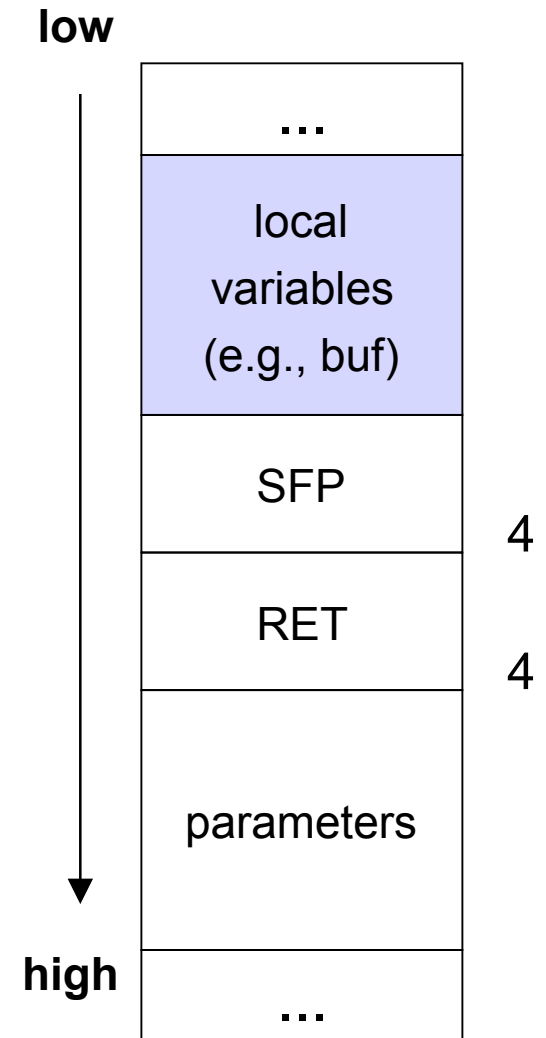 low
...
local
variables
(e.g., buf)
SFP
4
RET
4
parameters
high
...